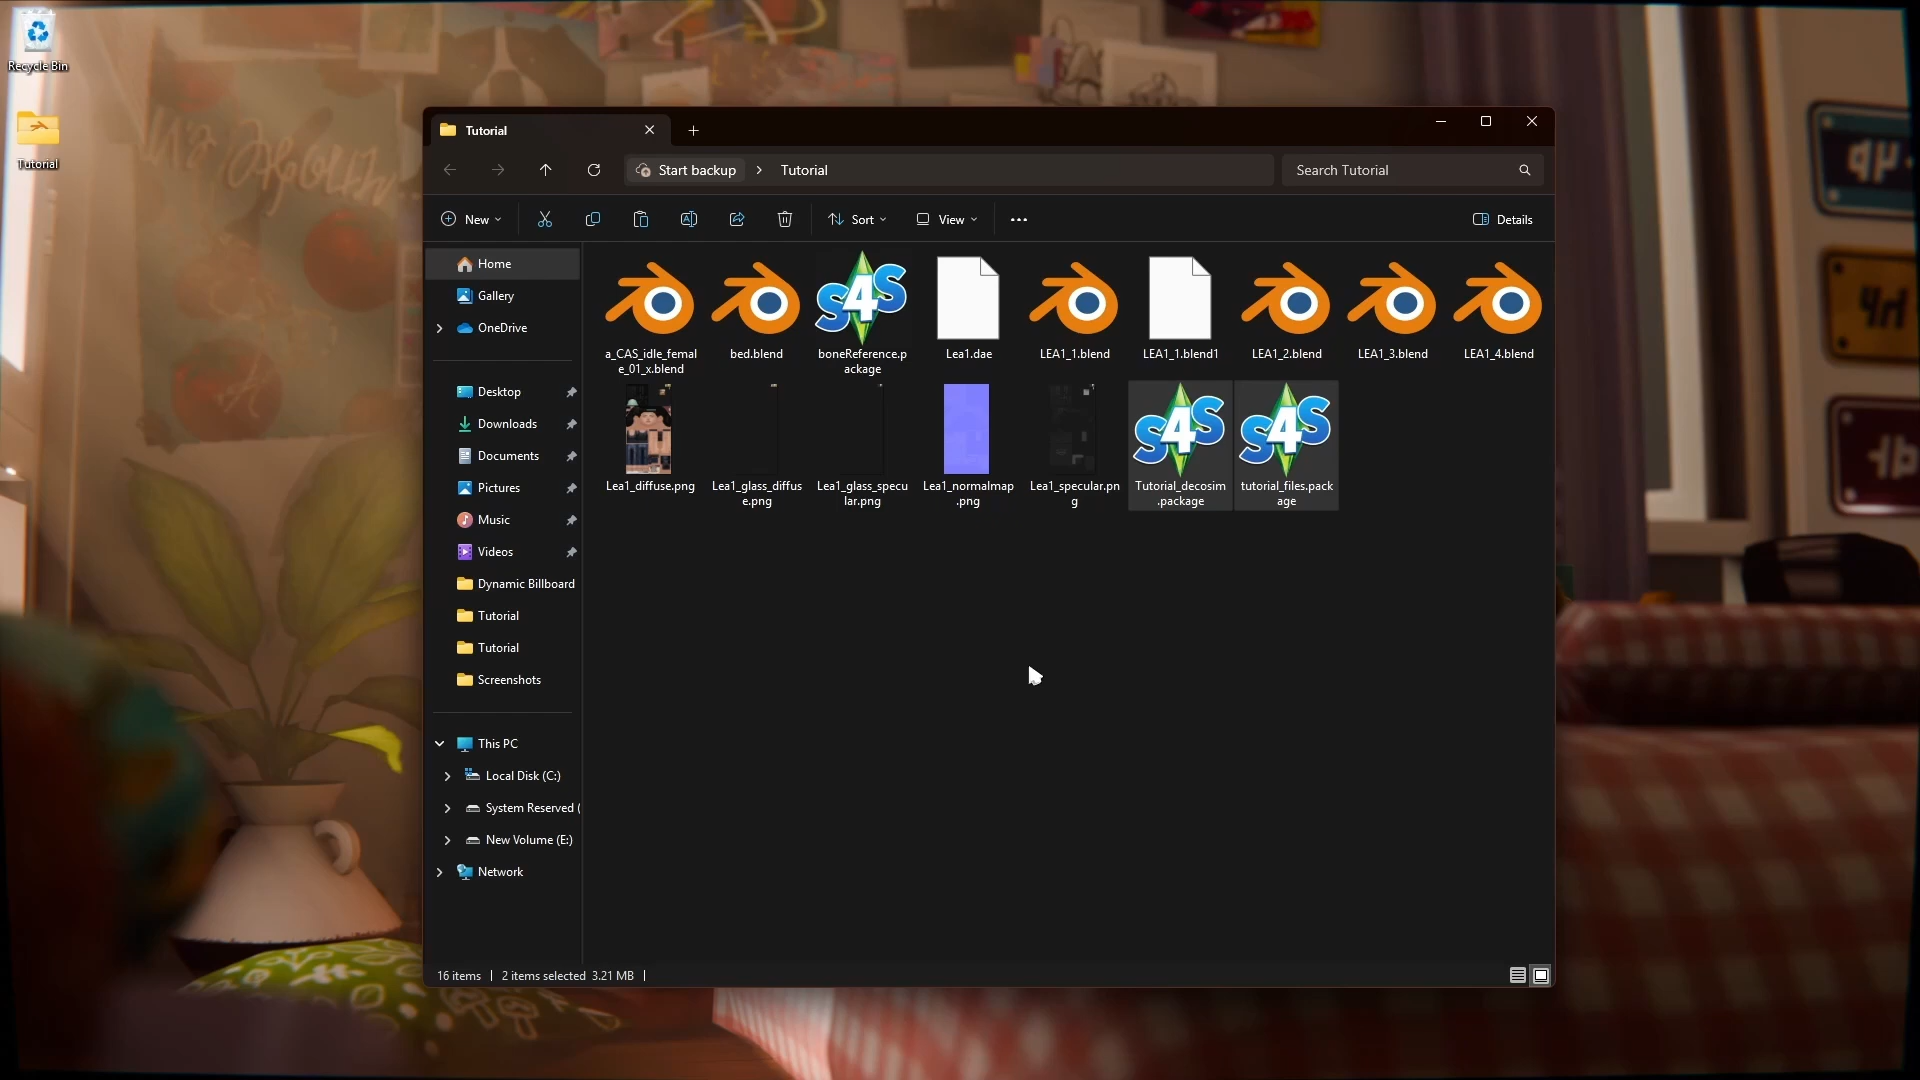 Recycle Bin
Tutorial
Tutorial
Start backup
Tutorial
Search Tutorial
New
Sort
View
Details
Home
Gallery
OneDrive
Desktop
Downloads
Documents
Pictures
Music
Videos
Dynamic Billboard
Tutorial
Tutorial
Screenshots
This PC
Local Disk (C:)
System Reserved (
New Volume (E:)
Network
a_CAS_idle_femal
e_01_x.blend
bed.blend
S4S
boneReference.p
ackage
Lea1.dae
LEA1_1.blend
LEA1_1.blend1
LEA1_2.blend
LEA1_3.blend
LEA1_4.blend
Lea1_diffuse.png
Lea1_glass_diffus
e.png
Lea1_glass_specu
lar.png
Lea1_normalmap
.png
Lea1_specular.pn
g
S4S
Tutorial_decosim
.package
S4S
tutorial_files.pack
age
16 items
2 items selected 3.21 MB